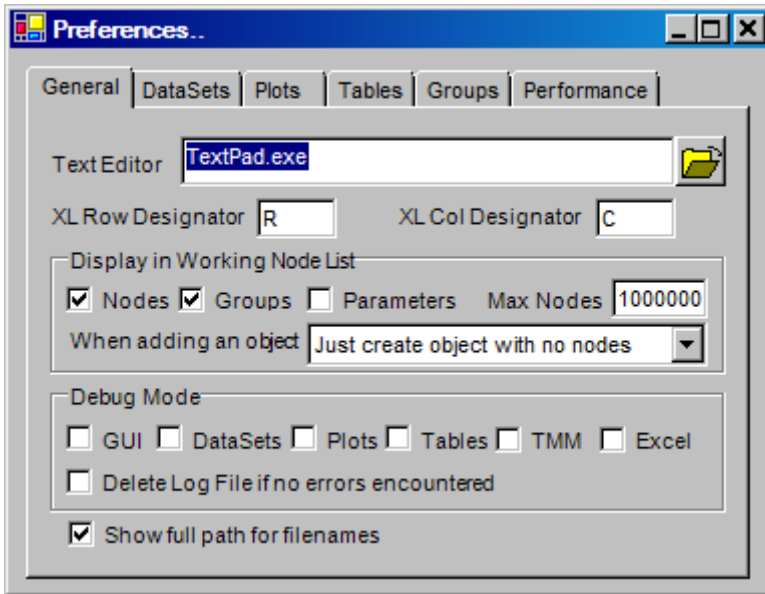 Preferences..
General DataSets Plots Tables Groups Performance
Text Editor TextPad.exe
XL Row Designator R XL Col Designator C
Display in Working Node List
Nodes Groups Parameters Max Nodes 1000000
When adding an object Just create object with no nodes
Debug Mode
GUI DataSets Plots Tables TMM Excel
Delete Log File if no errors encountered
Show full path for filenames